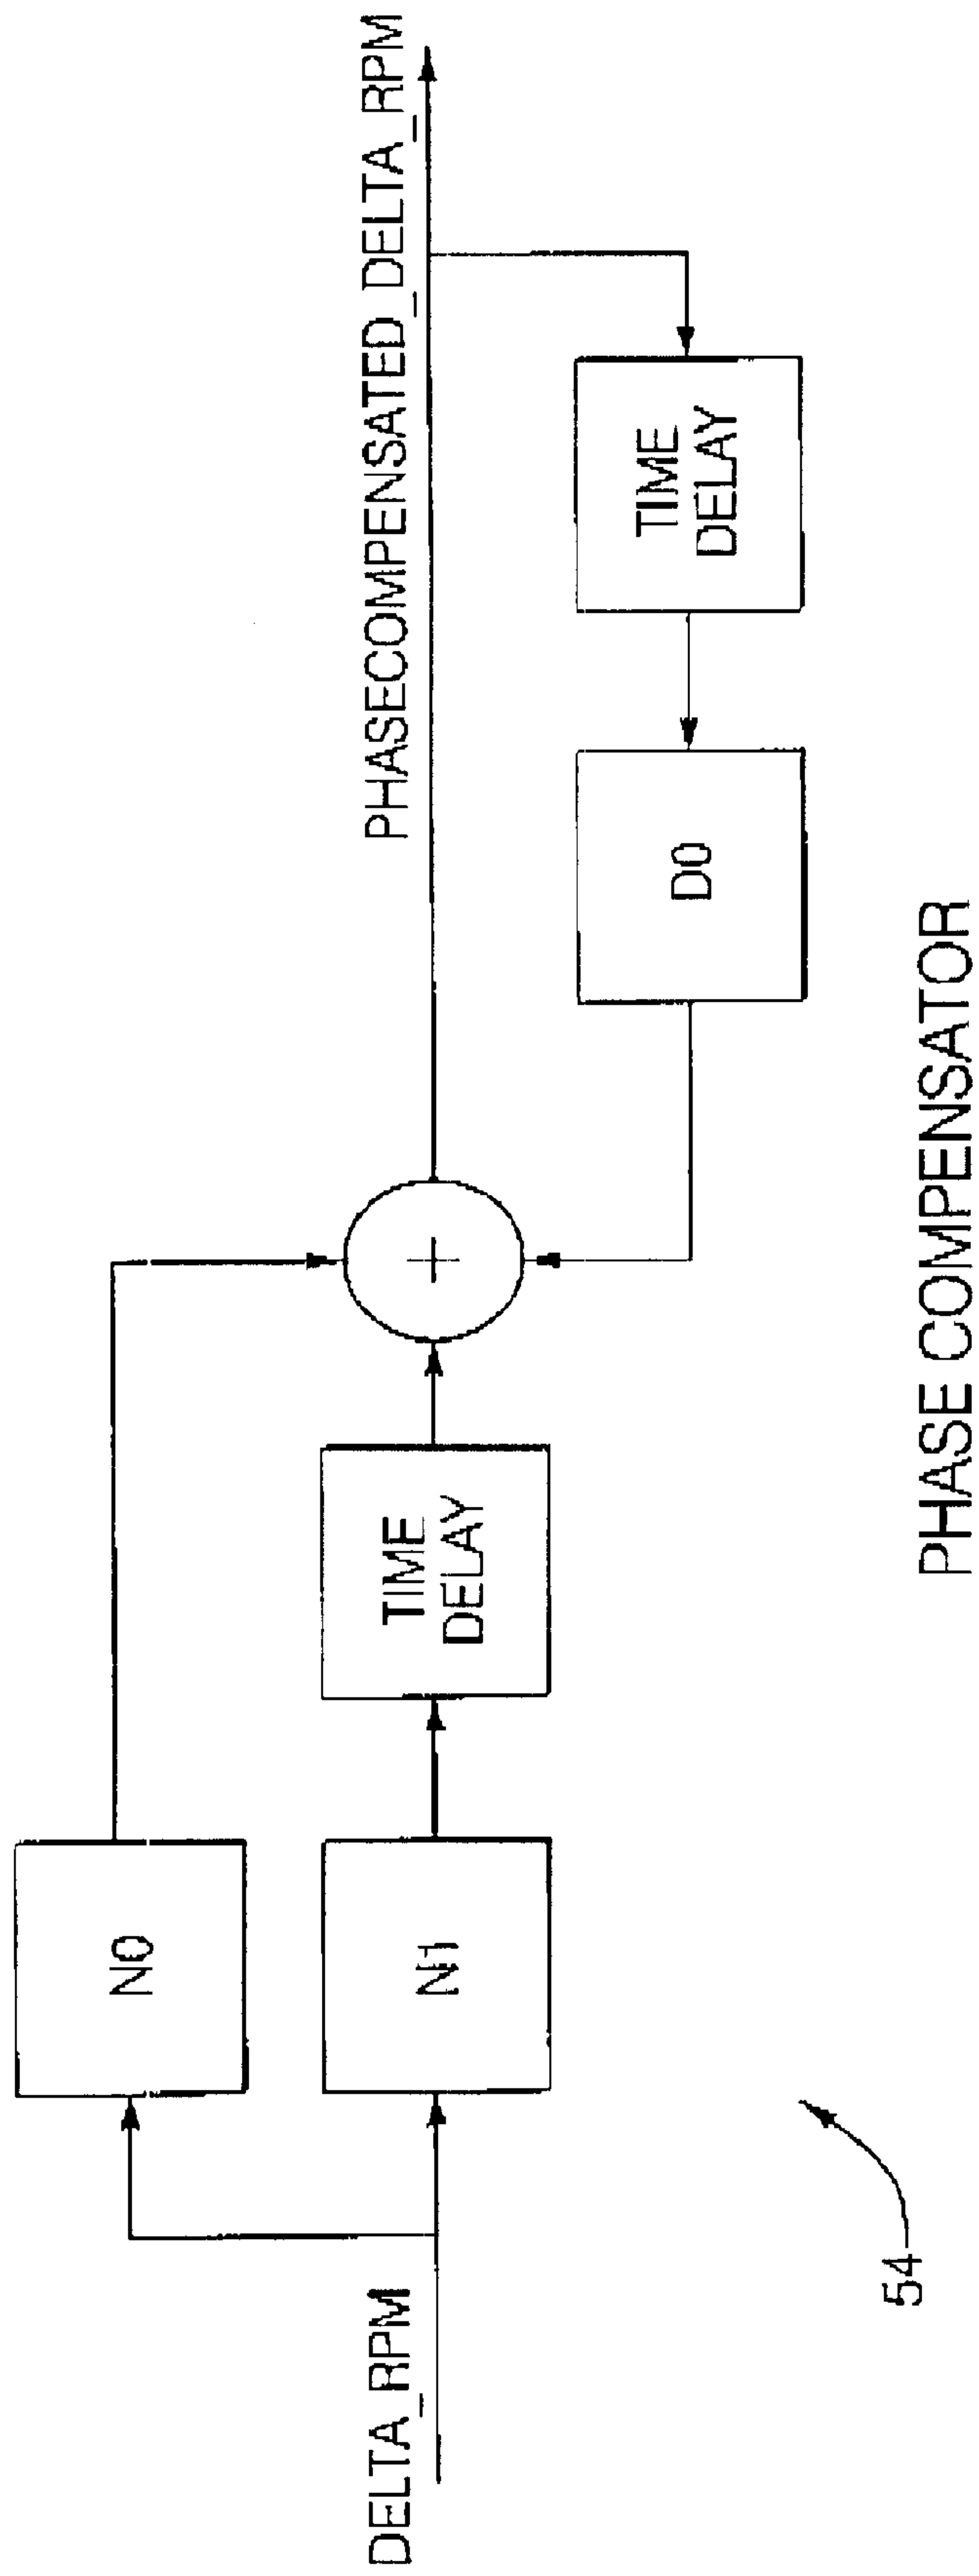 DELTA_RPM
N0
N1
TIME
DELAY
+
PHASECOMPENSATED_DELTA_RPM
TIME
DELAY
D0
54
PHASE COMPENSATOR